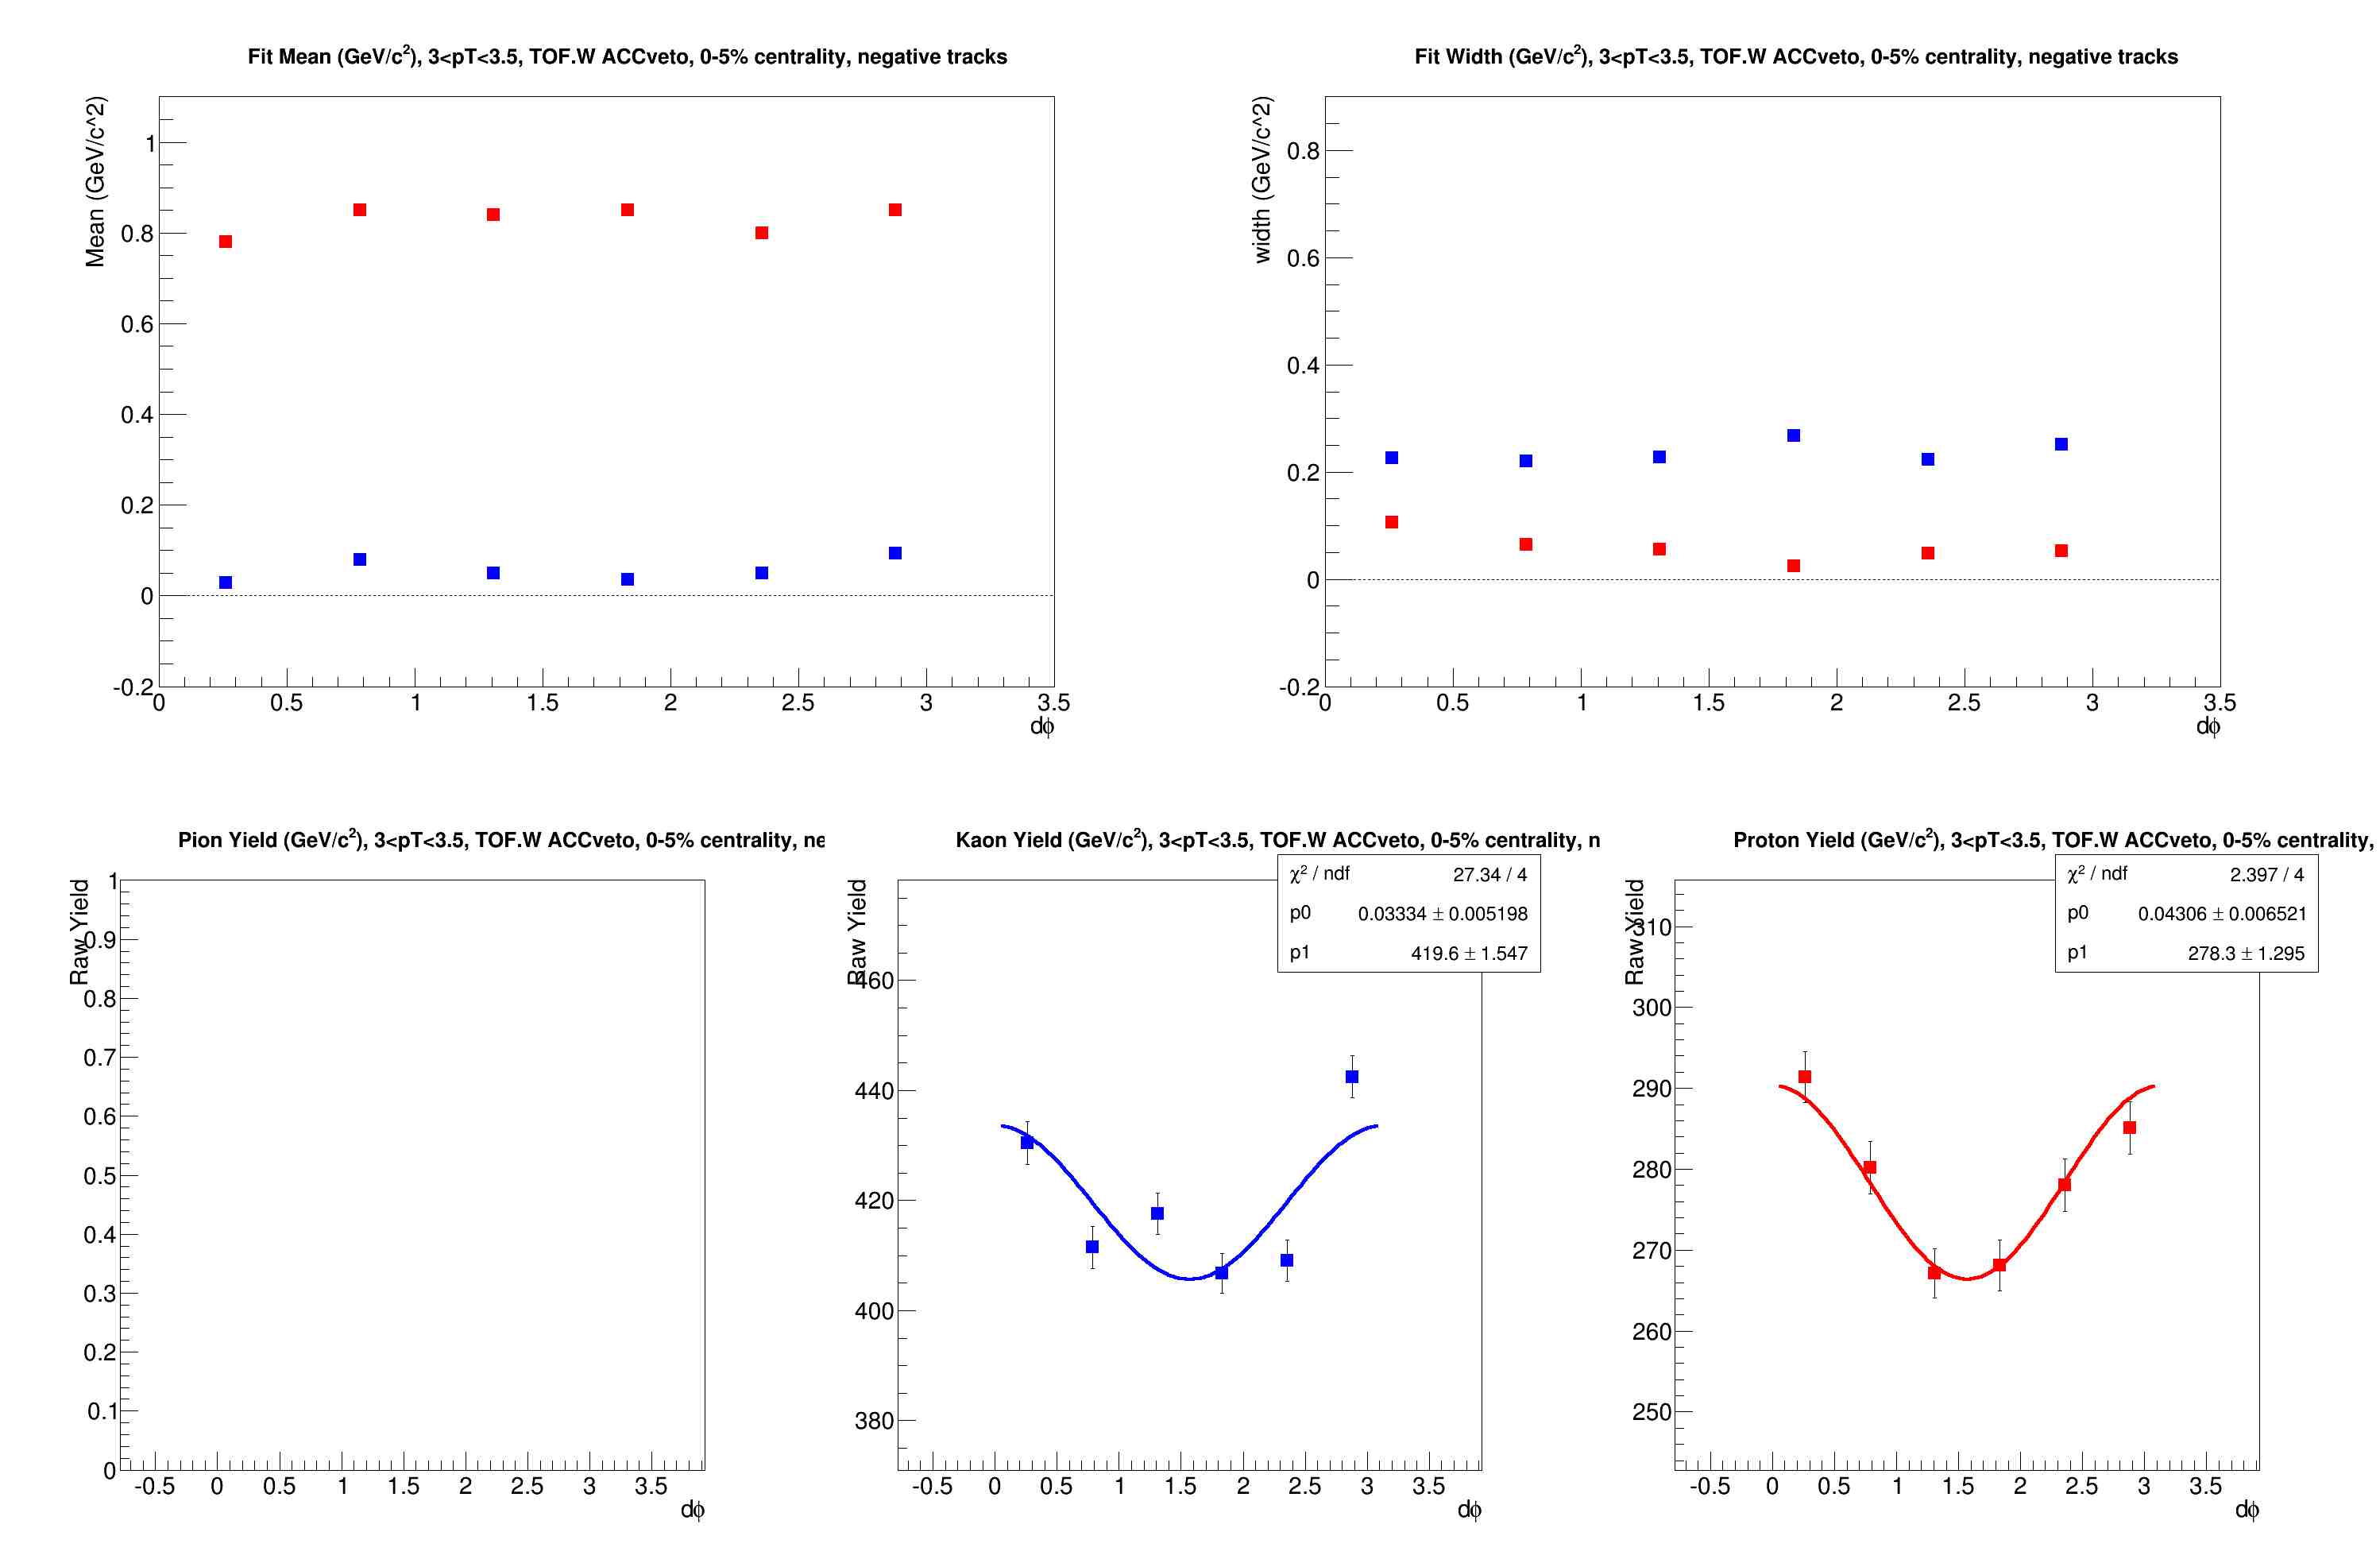 Fit Mean (GeV/c²), 3<pT<3.5, TOF.W ACCveto, 0-5% centrality, negative tracks
Mean (GeV/c^2)
1
0.8
0.6
0.4
0.2
0
-0.2
0 0.5 1 1.5 2 2.5 3 3.5
dϕ
Fit Width (GeV/c²), 3<pT<3.5, TOF.W ACCveto, 0-5% centrality, negative tracks
width (GeV/c^2)
0.8
0.6
0.4
0.2
0
-0.2
0 0.5 1 1.5 2 2.5 3 3.5
dϕ
Pion Yield (GeV/c²), 3<pT<3.5, TOF.W ACCveto, 0-5% centrality, ne
Raw Yield
1
0.9
0.8
0.7
0.6
0.5
0.4
0.3
0.2
0.1
0
-0.5 0 0.5 1 1.5 2 2.5 3 3.5
dϕ
Kaon Yield (GeV/c²), 3<pT<3.5, TOF.W ACCveto, 0-5% centrality, n
χ² / ndf 27.34 / 4
p0 0.03334 ± 0.005198
p1 419.6 ± 1.547
Raw Yield
460
440
420
400
380
-0.5 0 0.5 1 1.5 2 2.5 3 3.5
dϕ
Proton Yield (GeV/c²), 3<pT<3.5, TOF.W ACCveto, 0-5% centrality,
χ² / ndf 2.397 / 4
p0 0.04306 ± 0.006521
p1 278.3 ± 1.295
Raw Yield
310
300
290
280
270
260
250
-0.5 0 0.5 1 1.5 2 2.5 3 3.5
dϕ